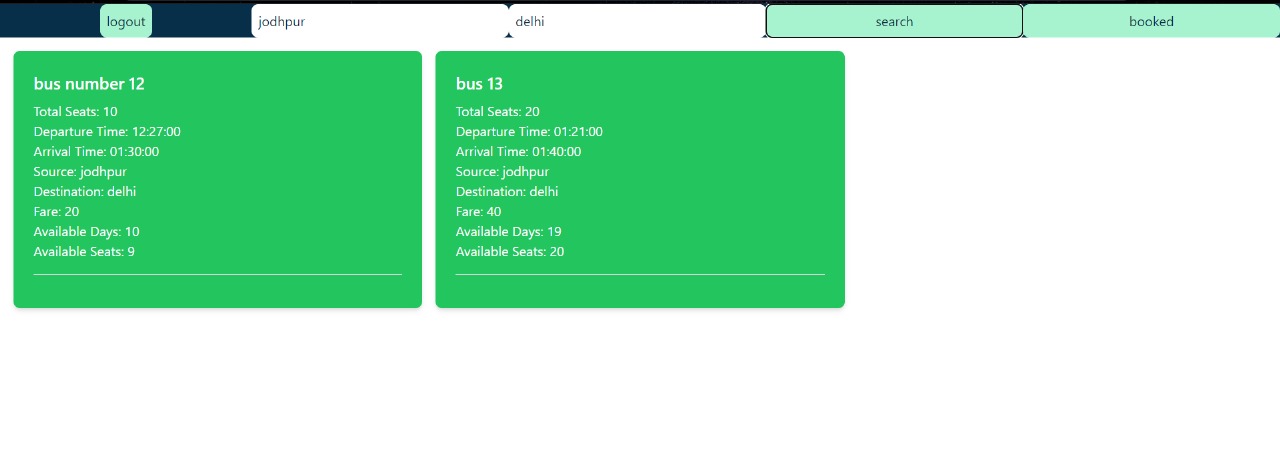 logout jodhpur delhi search booked
bus number 12
Total Seats: 10
Departure Time: 12:27:00
Arrival Time: 01:30:00
Source: jodhpur
Destination: delhi
Fare: 20
Available Days: 10
Available Seats: 9
bus 13
Total Seats: 20
Departure Time: 01:21:00
Arrival Time: 01:40:00
Source: jodhpur
Destination: delhi
Fare: 40
Available Days: 19
Available Seats: 20